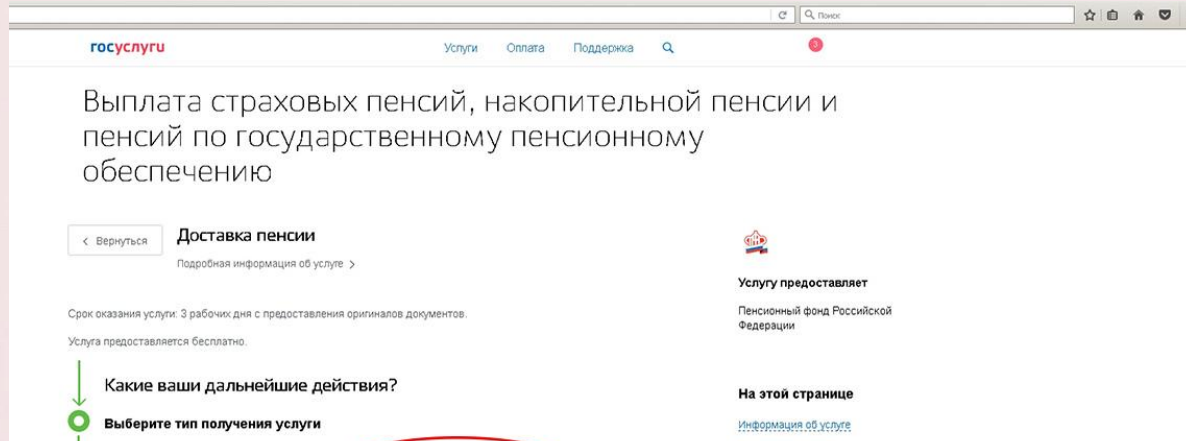 Поиск
госуслуги
Услуги Оплата Поддержка
3
Выплата страховых пенсий, накопительной пенсии и
пенсий по государственному пенсионному
обеспечению
< Вернуться
Доставка пенсии
Подробная информация об услуге >
Услугу предоставляет
Пенсионный фонд Российской
Федерации
Срок оказания услуги: 3 рабочих дня с предоставления оригиналов документов.
Услуга предоставляется бесплатно.
Какие ваши дальнейшие действия?
Выберите тип получения услуги
На этой странице
Информация об услуге